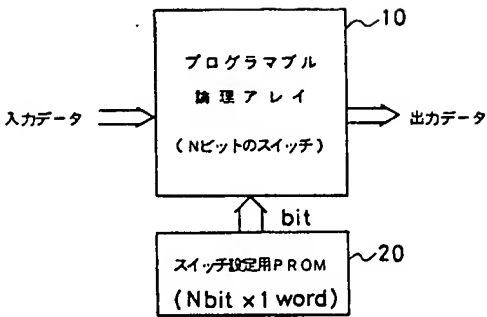 10
プログラマブル
論理アレイ
入力データ
出力データ
(Nビットのスイッチ)
bit
スイッチ設定用PROM
20
(Nbit x 1 word)